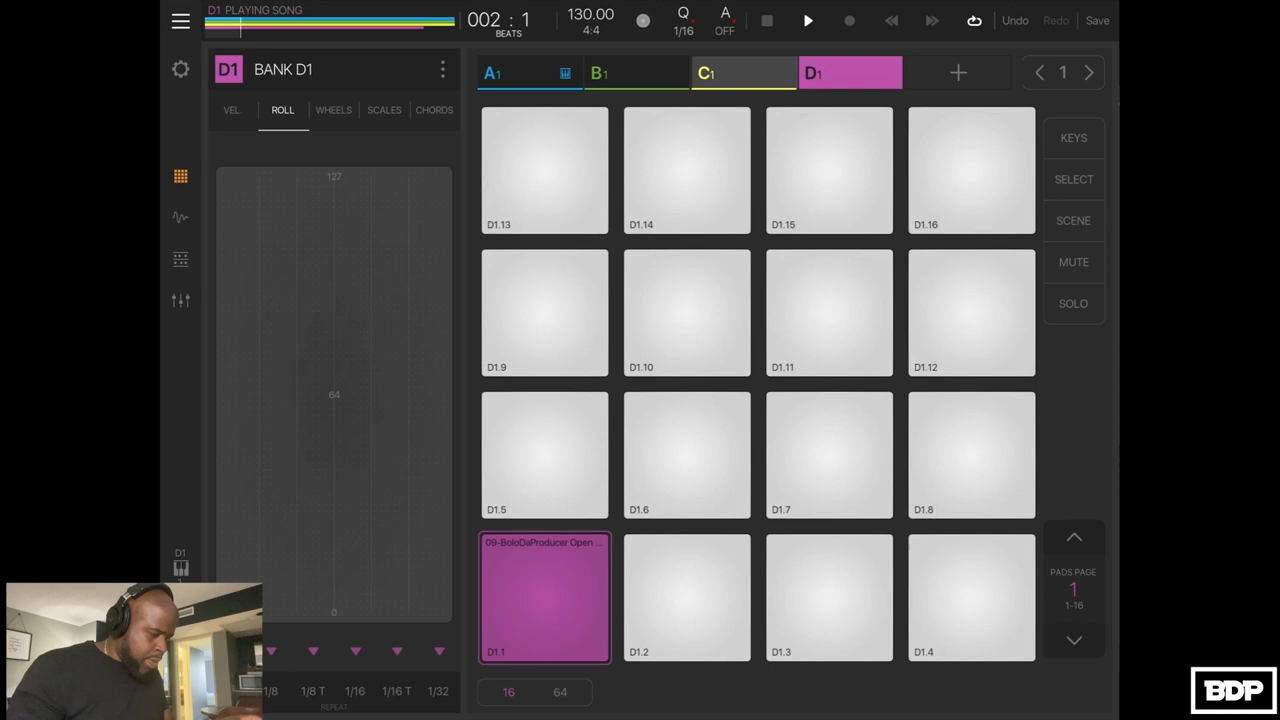 D1 PLAYING SONG
002 : 1
BEATS
130.00
4:4
Q
1/16
A
OFF
Undo
Redo
Save
D1
BANK D1
VEL.
ROLL
WHEELS
SCALES
CHORDS
127
64
0
1/8
1/8 T
1/16
1/16 T
1/32
REPEAT
A1
B1
C1
D1
1
D1.13
D1.14
D1.15
D1.16
D1.9
D1.10
D1.11
D1.12
D1.5
D1.6
D1.7
D1.8
09-BoloDaProducer Open ...
D1.1
D1.2
D1.3
D1.4
16
64
KEYS
SELECT
SCENE
MUTE
SOLO
PADS PAGE
1
1-16
D1
BDP